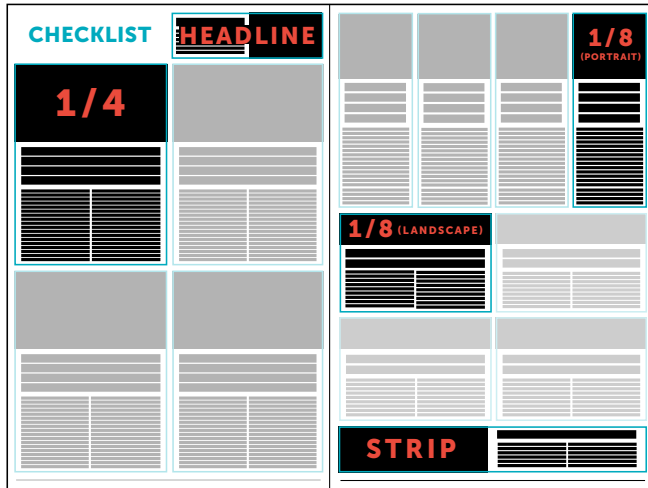 CHECKLIST
HEADLINE
1/4
1/8
(PORTRAIT)
1/8 (LANDSCAPE)
STRIP